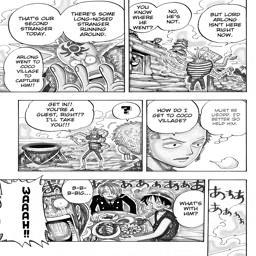 BUT LORD
ARLONG
ISN'T HERE
RIGHT
NOW.
NO,
HE'S
NOT.
YOU
KNOW
WHERE
HE
WENT?
THERE'S SOME
LONG-NOSED
STRANGER
RUNNING
AROUND.
THAT'S OUR
SECOND
STRANGER
TODAY.
ARLONG
WENT TO
COCO
VILLAGE
TO
CAPTURE
HIM!!
MUST BE
USOPP. I'D BETTER
GO HELP HIM.
HOW DO I
GET TO COCO
VILLAGE?
?
GET IN!!
YOU'RE A
GUEST, RIGHT??
I'LL TAKE
YOU!!!
WHAT'S
WITH
HIM?
B-B-
B-BIG...
WAAAH!!